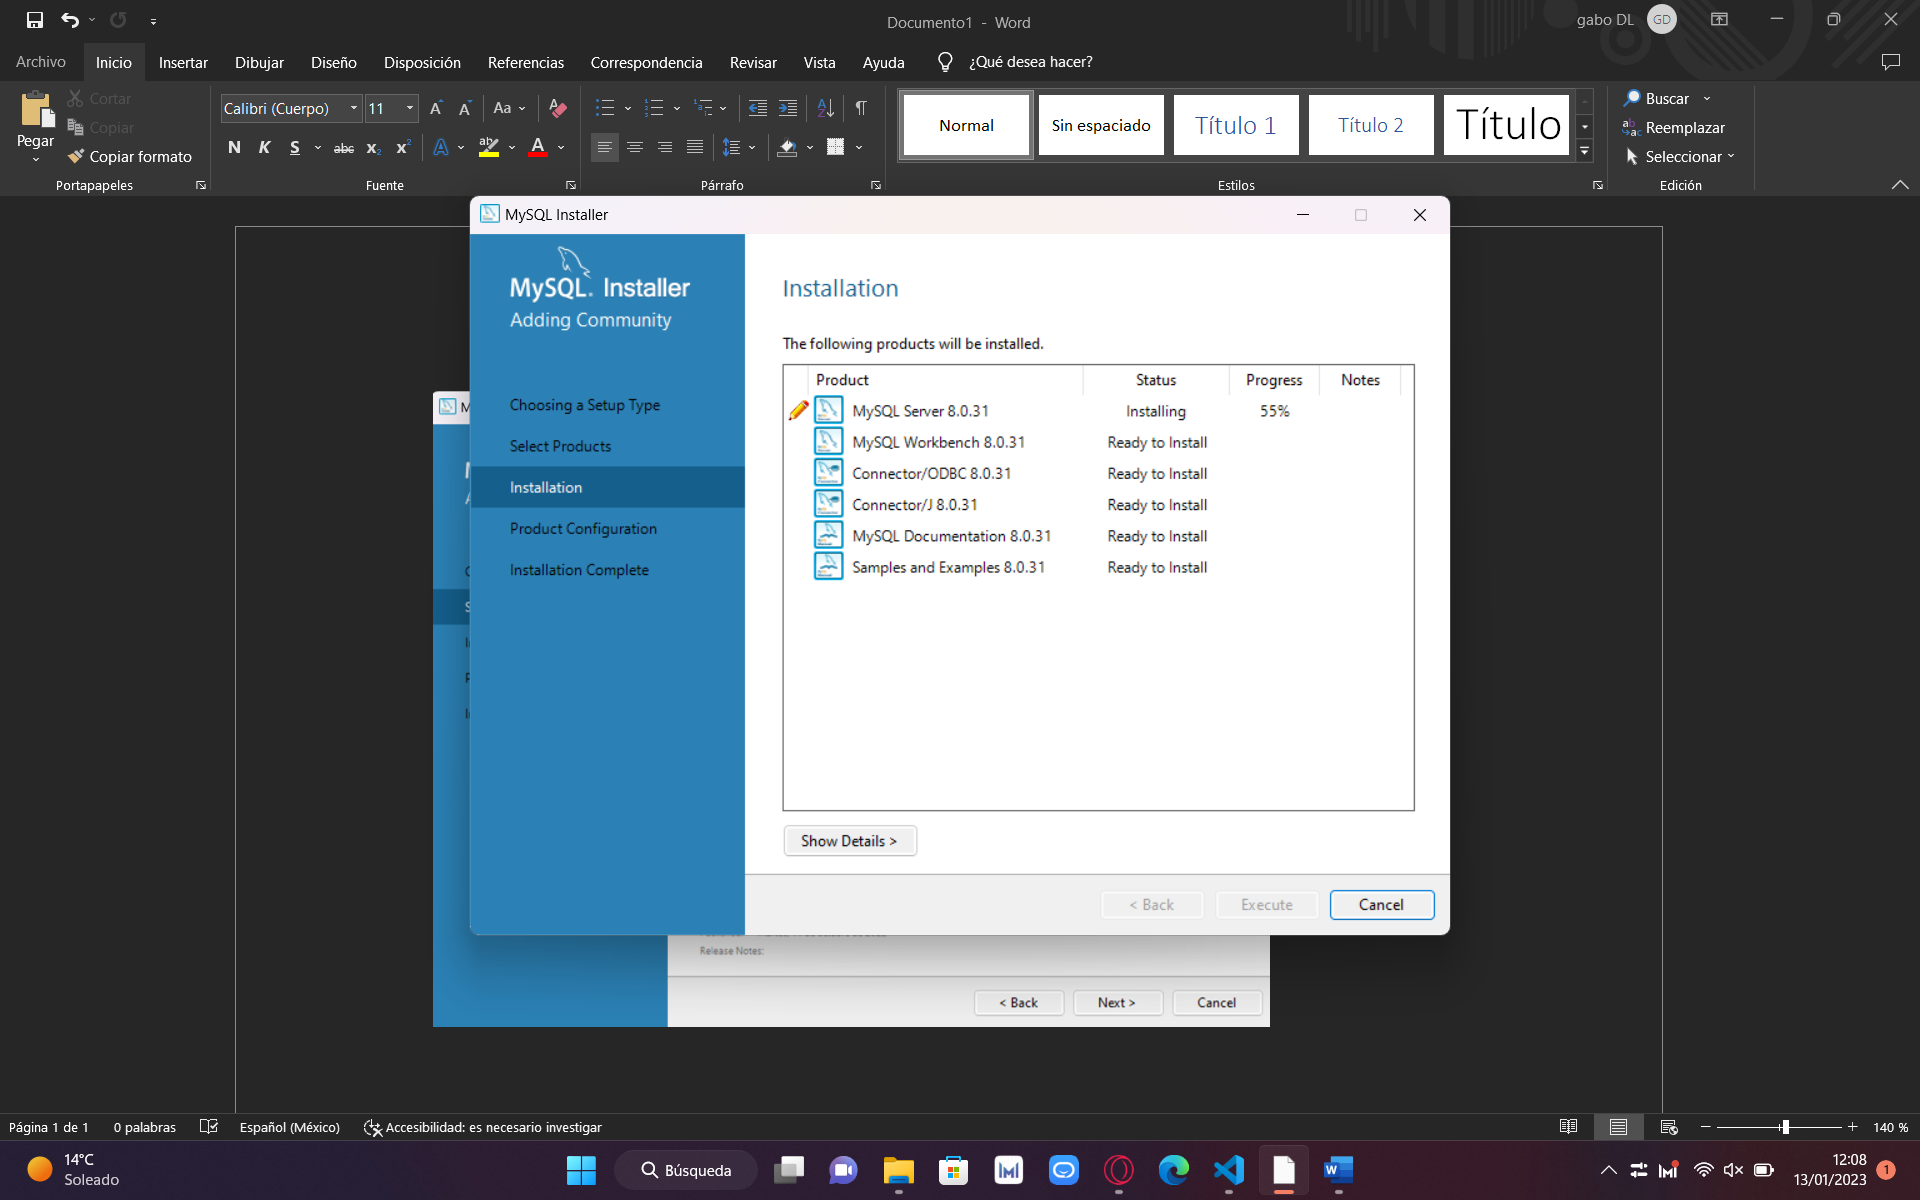 Documento1 - Word
gabo DL
GD
Archivo
Inicio
Insertar
Dibujar
Diseño
Disposición
Referencias
Correspondencia
Revisar
Vista
Ayuda
¿Qué desea hacer?
Pegar
Cortar
Copiar
Copiar formato
Portapapeles
Calibri (Cuerpo)
11
Aa
N K S abc x₂ x² A
Fuente
Párrafo
Normal
Sin espaciado
Título 1
Título 2
Título
Estilos
Buscar
Reemplazar
Seleccionar
Edición
MySQL Installer
MySQL. Installer
Adding Community
Choosing a Setup Type
Select Products
Installation
Product Configuration
Installation Complete
Installation
The following products will be installed.
Product Status Progress Notes
MySQL Server 8.0.31 Installing 55%
MySQL Workbench 8.0.31 Ready to Install
Connector/ODBC 8.0.31 Ready to Install
Connector/J 8.0.31 Ready to Install
MySQL Documentation 8.0.31 Ready to Install
Samples and Examples 8.0.31 Ready to Install
Show Details >
< Back
Execute
Cancel
Release Notes:
< Back
Next >
Cancel
Página 1 de 1
0 palabras
Español (México)
Accesibilidad: es necesario investigar
140 %
14°C
Soleado
Búsqueda
12:08
13/01/2023
1